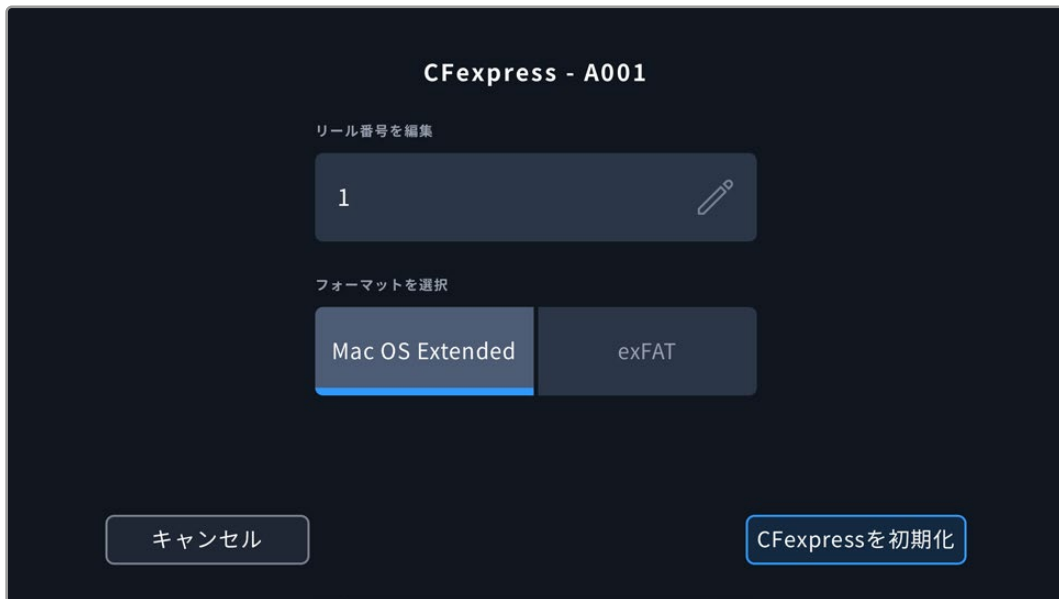 CFexpress - A001
リール番号を編集
1
フォーマットを選択
Mac OS Extended
exFAT
キャンセル
CFexpressを初期化